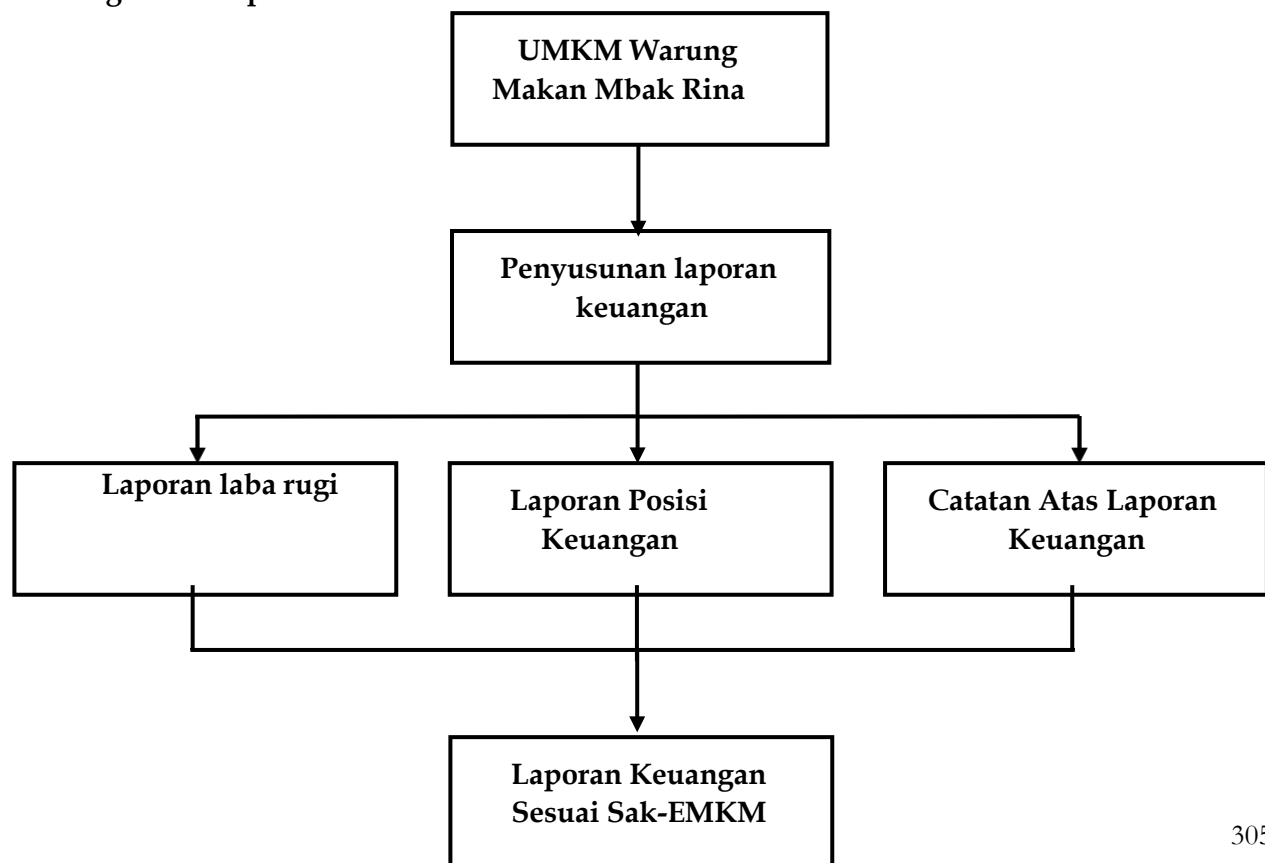 UMKM Warung
Makan Mbak Rina
Penyusunan laporan
keuangan
Laporan laba rugi
Laporan Posisi
Keuangan
Catatan Atas Laporan
Keuangan
Laporan Keuangan
Sesuai Sak-EMKM
305